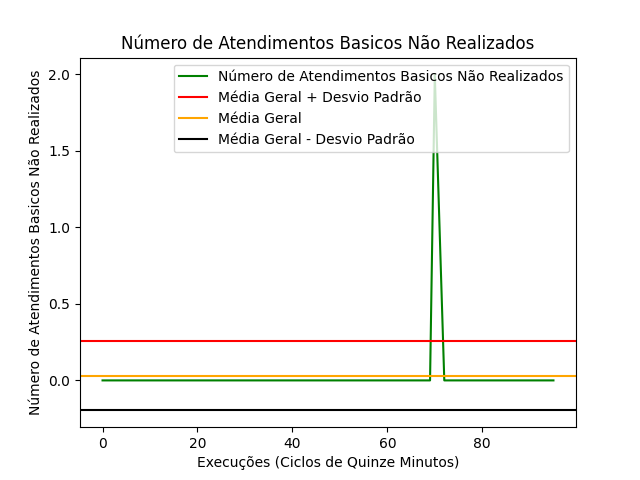 Número de Atendimentos Basicos Não Realizados
Número de Atendimentos Basicos Não Realizados
2.0
1.5
1.0
0.5
0.0
Número de Atendimentos Basicos Não Realizados
Média Geral + Desvio Padrão
Média Geral
Média Geral - Desvio Padrão
0
20
40
60
80
Execuções (Ciclos de Quinze Minutos)